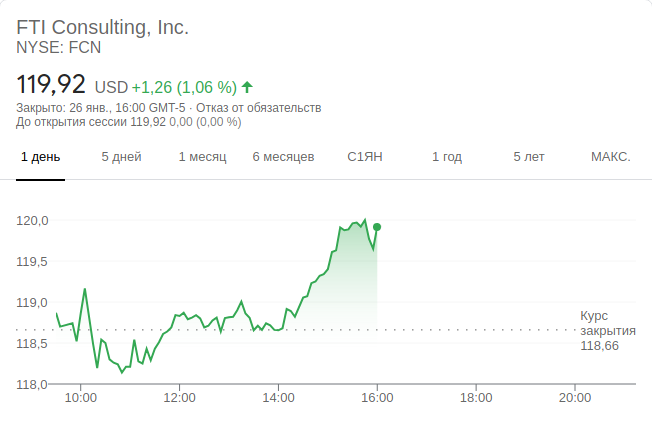 FTI Consulting, Inc.
NYSE: FCN
119,92 USD +1,26 (1,06 %)
Закрыто: 26 янв., 16:00 GMT-5 · Отказ от обязательств
До открытия сессии 119,92 0,00 (0,00 %)
1 день 5 дней 1 месяц 6 месяцев С1ЯН 1 год 5 лет МАКС.
120,0
119,5
119,0
118,5
118,0
Курс
закрытия
118,66
10:00 12:00 14:00 16:00 18:00 20:00